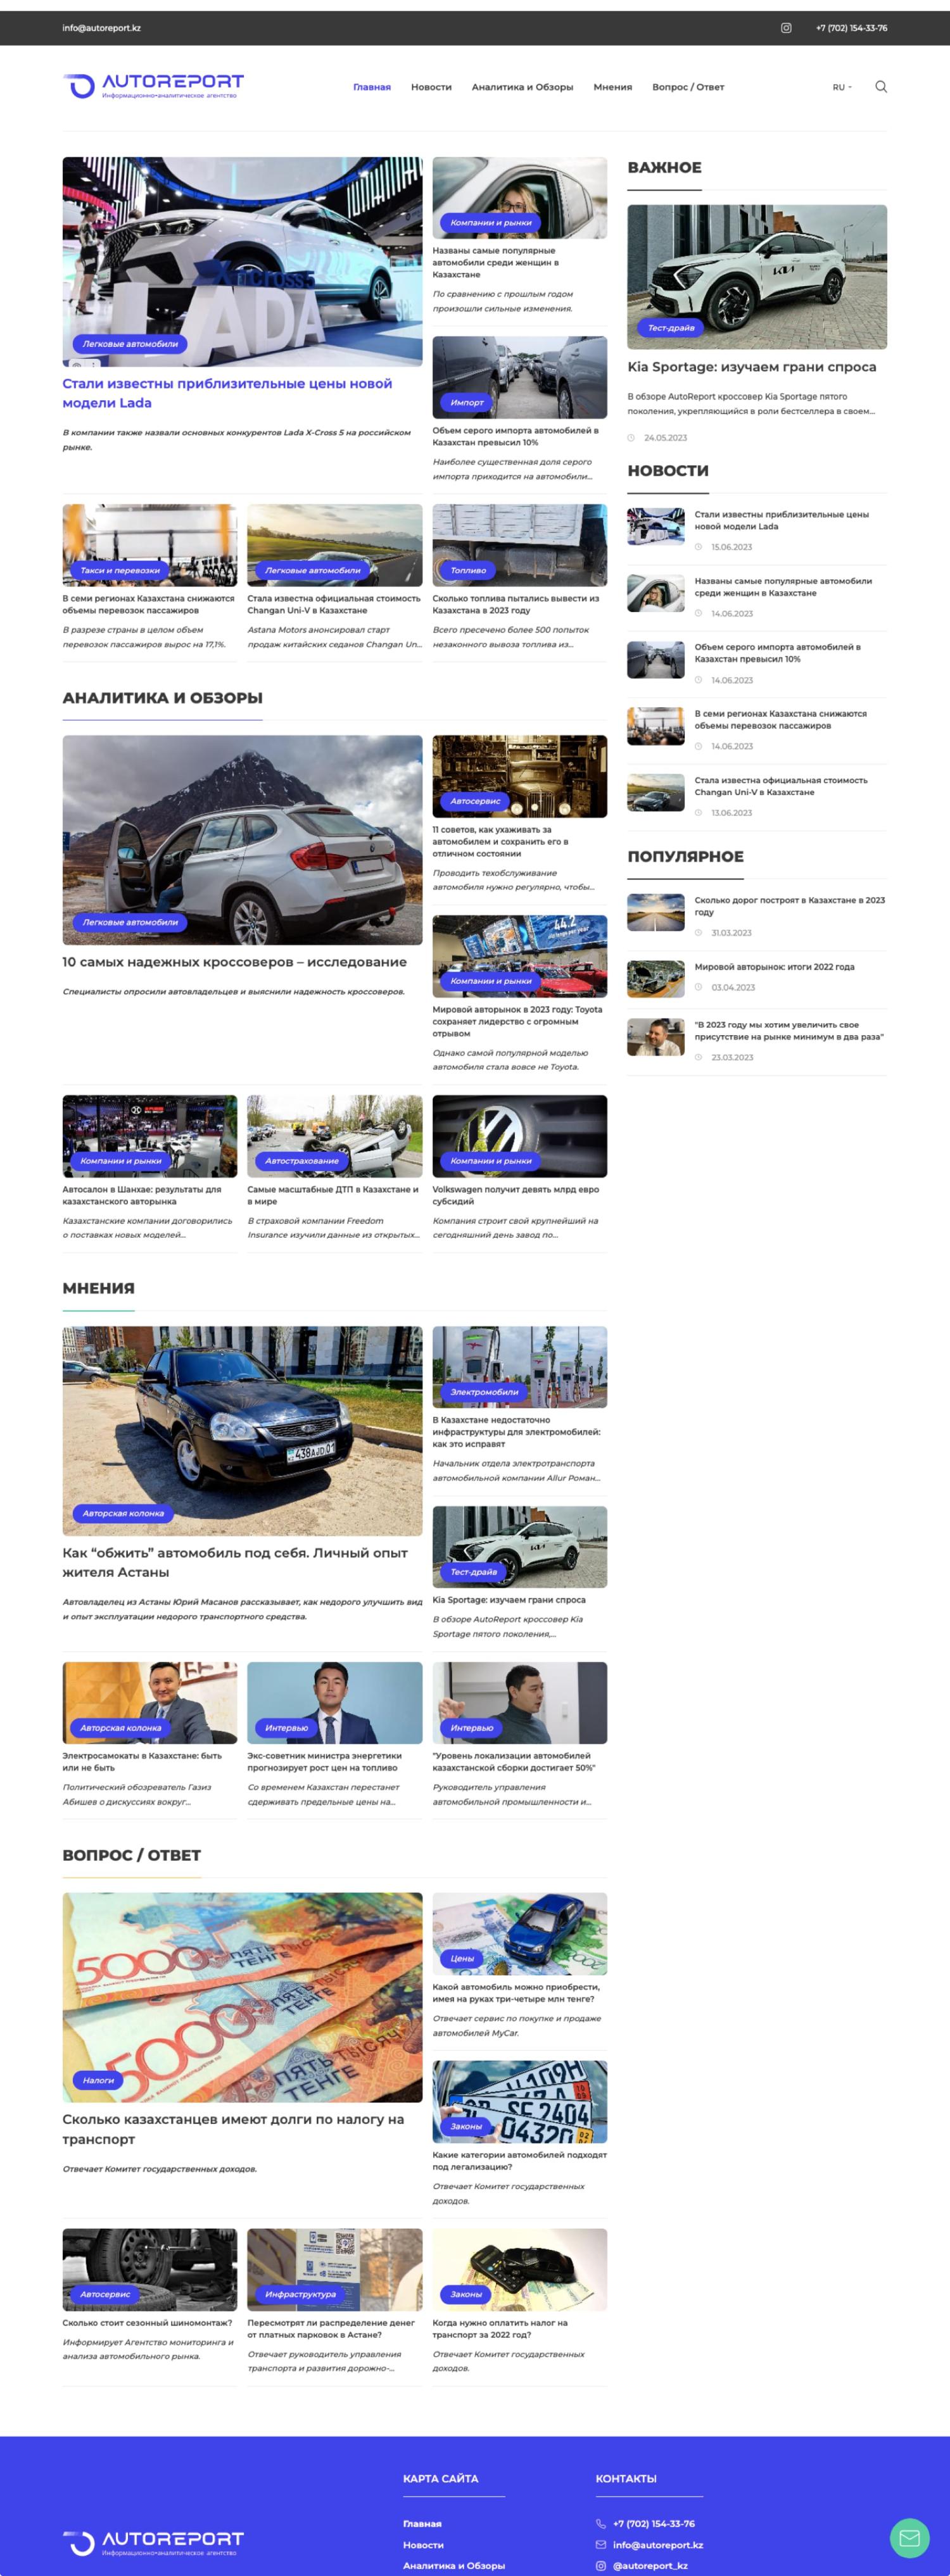 info@autoreport.kz
+7 (702) 154-33-76
AUTOREPORT
Информационно-аналитическое агентство
Главная Новости Аналитика и Обзоры Мнения Вопрос / Ответ
RU
LADA
Легковые автомобили
Стали известны приблизительные цены новой
модели Lada
В компании также назвали основных конкурентов Lada X-Cross 5 на российском
рынке.
Компании и рынки
Названы самые популярные
автомобили среди женщин в
Казахстане
По сравнению с прошлым годом
произошли сильные изменения.
Импорт
Объем серого импорта автомобилей в
Казахстан превысил 10%
Наиболее существенная доля серого
импорта приходится на автомобили...
Такси и перевозки
В семи регионах Казахстана снижаются
объемы перевозок пассажиров
В разрезе страны в целом объем
перевозок пассажиров вырос на 17,1%.
Легковые автомобили
Стала известна официальная стоимость
Changan Uni-V в Казахстане
Astana Motors анонсировал старт
продаж китайских седанов Changan Un...
Топливо
Сколько топлива пытались вывести из
Казахстана в 2023 году
Всего пресечено более 500 попыток
незаконного вывоза топлива из...
ВАЖНОЕ
Тест-драйв
Kia Sportage: изучаем грани спроса
В обзоре AutoReport кроссовер Kia Sportage пятого
поколения, укрепляющийся в роли бестселлера в своем...
24.05.2023
НОВОСТИ
Стали известны приблизительные цены
новой модели Lada
15.06.2023
Названы самые популярные автомобили
среди женщин в Казахстане
14.06.2023
Объем серого импорта автомобилей в
Казахстан превысил 10%
14.06.2023
В семи регионах Казахстана снижаются
объемы перевозок пассажиров
14.06.2023
Стала известна официальная стоимость
Changan Uni-V в Казахстане
13.06.2023
ПОПУЛЯРНОЕ
Сколько дорог построят в Казахстане в 2023
году
31.03.2023
Мировой авторынок: итоги 2022 года
03.04.2023
"В 2023 году мы хотим увеличить свое
присутствие на рынке минимум в два раза"
23.03.2023
АНАЛИТИКА И ОБЗОРЫ
Легковые автомобили
10 самых надежных кроссоверов – исследование
Специалисты опросили автовладельцев и выяснили надежность кроссоверов.
Автосервис
11 советов, как ухаживать за
автомобилем и сохранить его в
отличном состоянии
Проводить техобслуживание
автомобиля нужно регулярно, чтобы...
44.2
Компании и рынки
Мировой авторынок в 2023 году: Toyota
сохраняет лидерство с огромным
отрывом
Однако самой популярной моделью
автомобиля стала вовсе не Toyota.
Компании и рынки
Автосалон в Шанхае: результаты для
казахстанского авторынка
Казахстанские компании договорились
о поставках новых моделей...
Автострахование
Самые масштабные ДТП в Казахстане и
в мире
В страховой компании Freedom
Insurance изучили данные из открытых...
Компании и рынки
Volkswagen получит девять млрд евро
субсидий
Компания строит свой крупнейший на
сегодняшний день завод по...
МНЕНИЯ
438AJD 01
Авторская колонка
Как “обжить” автомобиль под себя. Личный опыт
жителя Астаны
Автовладелец из Астаны Юрий Масанов рассказывает, как недорого улучшить вид
и опыт эксплуатации недорогого транспортного средства.
Электромобили
В Казахстане недостаточно
инфраструктуры для электромобилей:
как это исправят
Начальник отдела электротранспорта
автомобильной компании Allur Роман...
Тест-драйв
Kia Sportage: изучаем грани спроса
В обзоре AutoReport кроссовер Kia
Sportage пятого поколения,...
Авторская колонка
Электросамокаты в Казахстане: быть
или не быть
Политический обозреватель Газиз
Абишев о дискуссиях вокруг...
Интервью
Экс-советник министра энергетики
прогнозирует рост цен на топливо
Со временем Казахстан перестанет
сдерживать предельные цены на...
Интервью
"Уровень локализации автомобилей
казахстанской сборки достигает 50%"
Руководитель управления
автомобильной промышленности и...
ВОПРОС / ОТВЕТ
5000 ПЯТЬ ТЫСЯЧ ТЕНГЕ
5000 ПЯТЬ ТЫСЯЧ ТЕНГЕ
Налоги
Сколько казахстанцев имеют долги по налогу на
транспорт
Отвечает Комитет государственных доходов.
Цены
Какой автомобиль можно приобрести,
имея на руках три-четыре млн тенге?
Отвечает сервис по покупке и продаже
автомобилей MyCar.
SE 2404
04320
Законы
Какие категории автомобилей подходят
под легализацию?
Отвечает Комитет государственных
доходов.
Автосервис
Сколько стоит сезонный шиномонтаж?
Информирует Агентство мониторинга и
анализа автомобильного рынка.
Инфраструктура
Пересмотрят ли распределение денег
от платных парковок в Астане?
Отвечает руководитель управления
транспорта и развития дорожно-...
Законы
Когда нужно оплатить налог на
транспорт за 2022 год?
Отвечает Комитет государственных
доходов.
AUTOREPORT
Информационно-аналитическое агентство
КАРТА САЙТА
Главная
Новости
Аналитика и Обзоры
КОНТАКТЫ
+7 (702) 154-33-76
info@autoreport.kz
@autoreport_kz